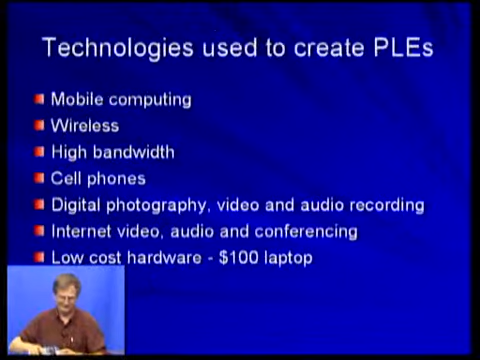 Technologies used to create PLEs
Mobile computing
Wireless
High bandwidth
Cell phones
Digital photography, video and audio recording
Internet video, audio and conferencing
Low cost hardware - $100 laptop